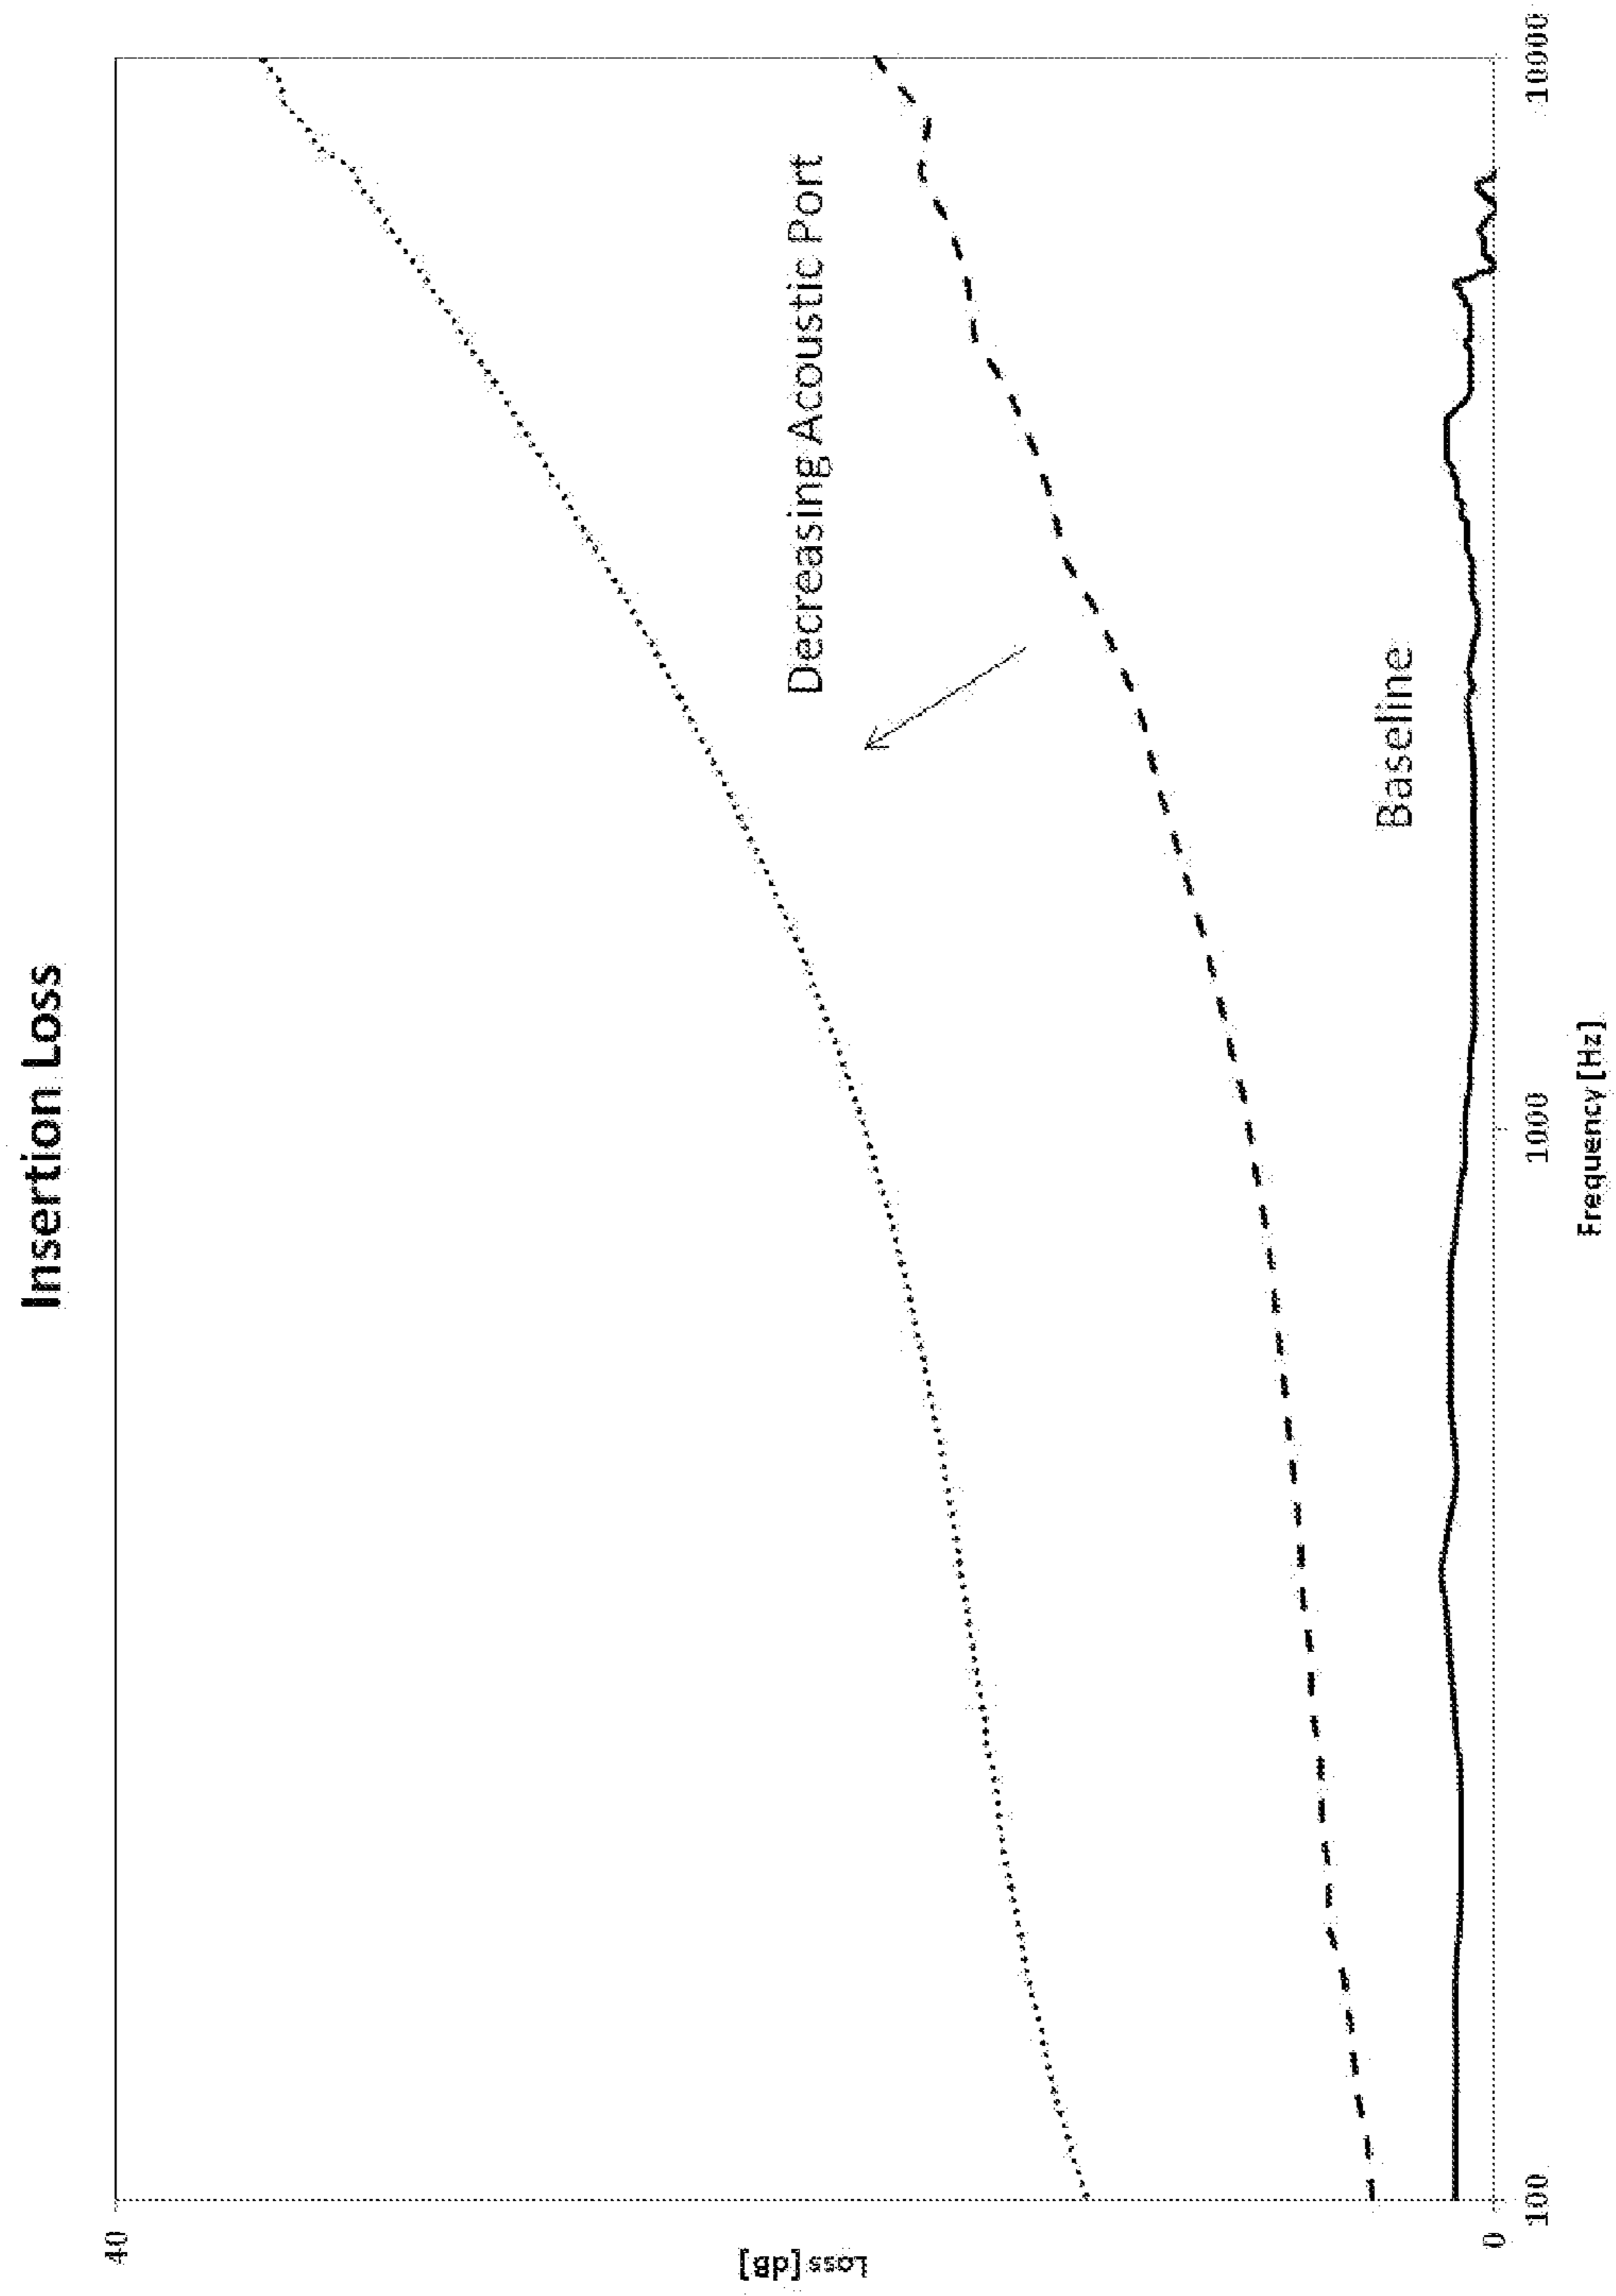 Insertion Loss
40
Loss [dB]
0
Decreasing Acoustic Port
Baseline
100
1000
10000
Frequency [Hz]